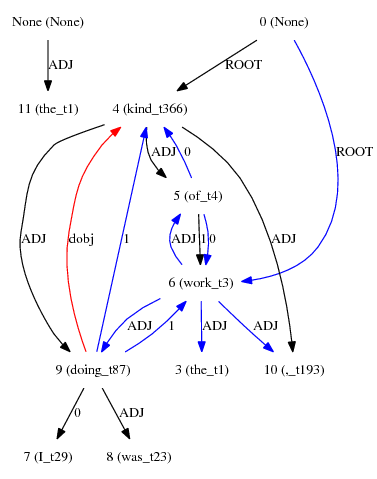 None (None) 0 (None)
ADJ ROOT
11 (the_t1) 4 (kind_t366)
ADJ 0 ROOT
5 (of_t4)
ADJ dobj 1 ADJ 1 0 ADJ
6 (work_t3)
ADJ 1 ADJ ADJ
9 (doing_t87) 3 (the_t1) 10 (,_t193)
0 ADJ
7 (I_t29) 8 (was_t23)